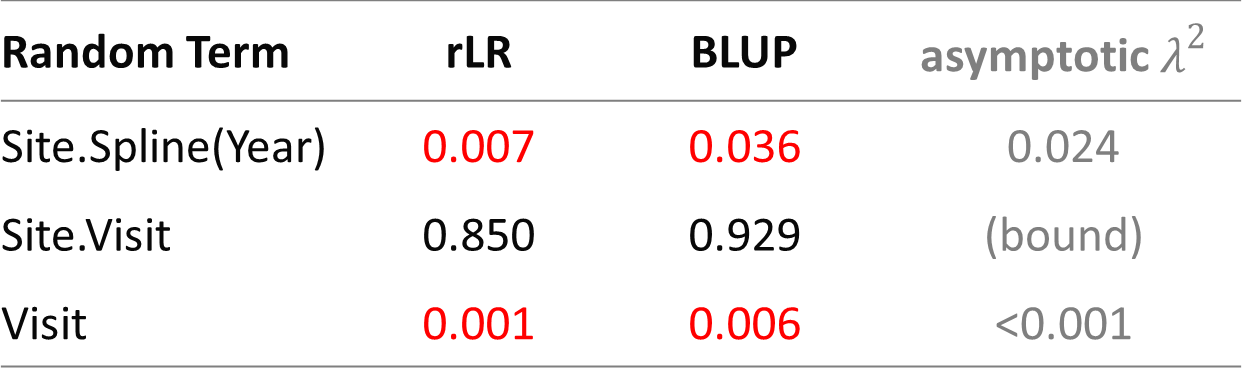 Random Term rLR BLUP asymptotic λ²
Site.Spline(Year) 0.007 0.036 0.024
Site.Visit 0.850 0.929 (bound)
Visit 0.001 0.006 <0.001